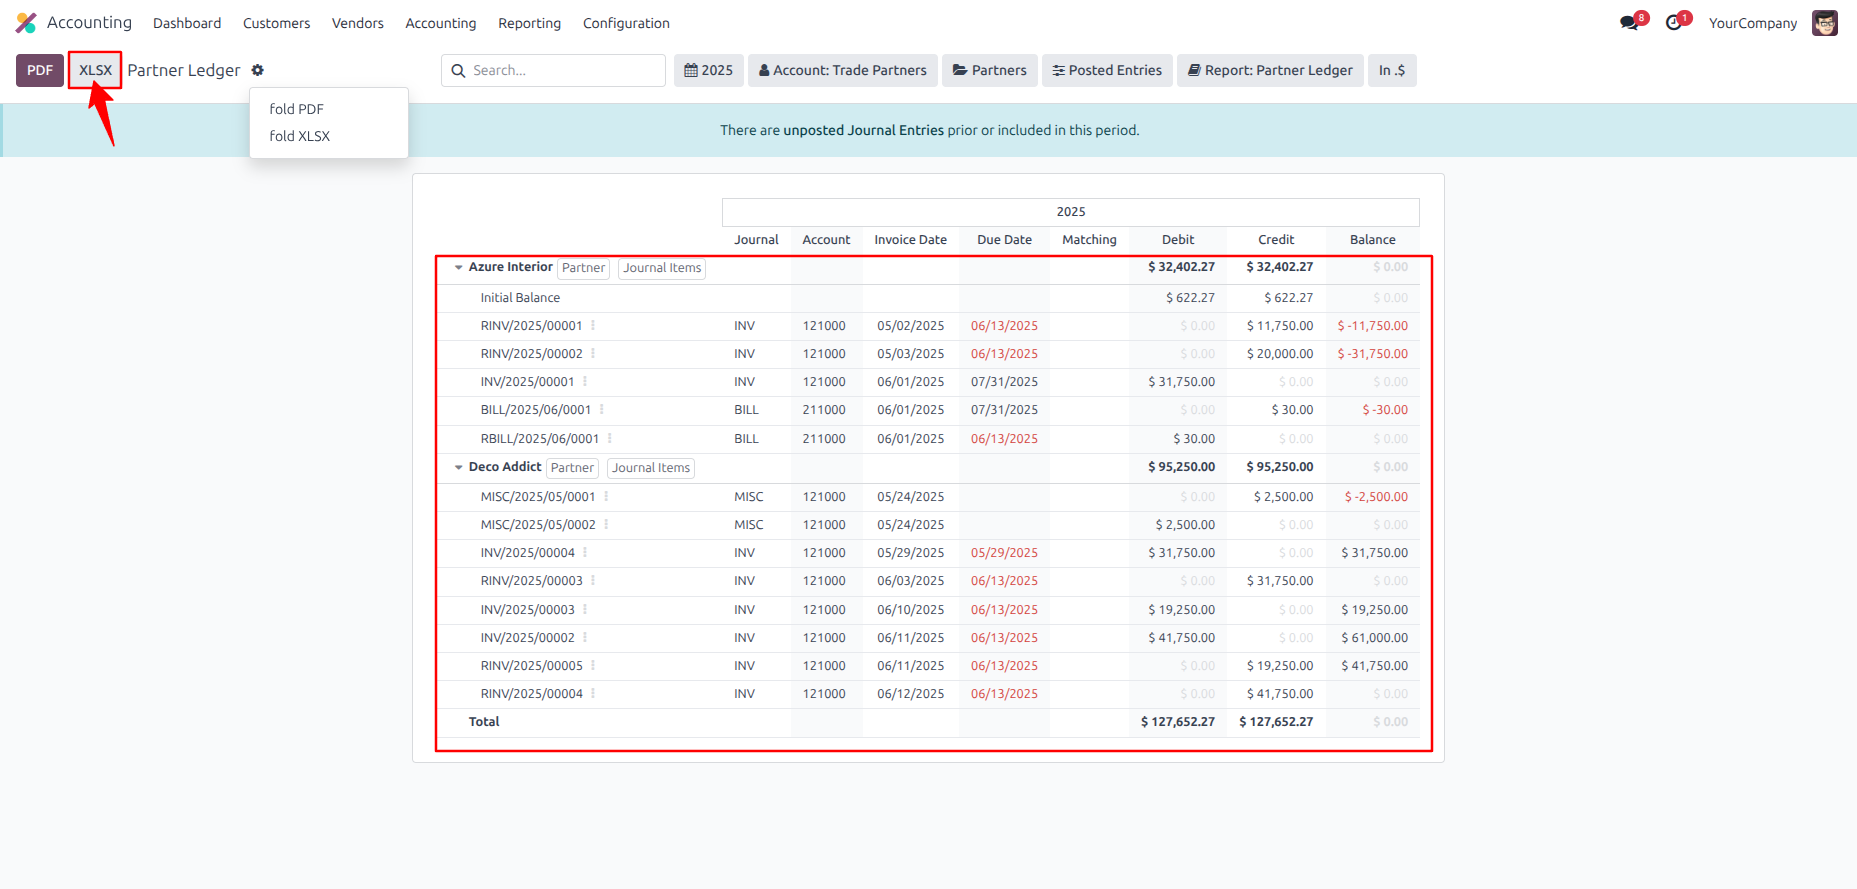 Accounting Dashboard Customers Vendors Accounting Reporting Configuration 8 1 YourCompany
PDF XLSX Partner Ledger Search... 2025 Account: Trade Partners Partners Posted Entries Report: Partner Ledger In .$
fold PDF
fold XLSX
There are unposted Journal Entries prior or included in this period.
2025
Journal Account Invoice Date Due Date Matching Debit Credit Balance
Azure Interior Partner Journal Items $ 32,402.27 $ 32,402.27 $ 0.00
Initial Balance $ 622.27 $ 622.27 $ 0.00
RINV/2025/00001 INV 121000 05/02/2025 06/13/2025 $ 0.00 $ 11,750.00 $ -11,750.00
RINV/2025/00002 INV 121000 05/03/2025 06/13/2025 $ 0.00 $ 20,000.00 $ -31,750.00
INV/2025/00001 INV 121000 06/01/2025 07/31/2025 $ 31,750.00 $ 0.00 $ 0.00
BILL/2025/06/0001 BILL 211000 06/01/2025 07/31/2025 $ 0.00 $ 30.00 $ -30.00
RBILL/2025/06/0001 BILL 211000 06/01/2025 06/13/2025 $ 30.00 $ 0.00 $ 0.00
Deco Addict Partner Journal Items $ 95,250.00 $ 95,250.00 $ 0.00
MISC/2025/05/0001 MISC 121000 05/24/2025 $ 0.00 $ 2,500.00 $ -2,500.00
MISC/2025/05/0002 MISC 121000 05/24/2025 $ 2,500.00 $ 0.00 $ 0.00
INV/2025/00004 INV 121000 05/29/2025 05/29/2025 $ 31,750.00 $ 0.00 $ 31,750.00
RINV/2025/00003 INV 121000 06/03/2025 06/13/2025 $ 0.00 $ 31,750.00 $ 0.00
INV/2025/00003 INV 121000 06/10/2025 06/13/2025 $ 19,250.00 $ 0.00 $ 19,250.00
INV/2025/00002 INV 121000 06/11/2025 06/13/2025 $ 41,750.00 $ 0.00 $ 61,000.00
RINV/2025/00005 INV 121000 06/11/2025 06/13/2025 $ 0.00 $ 19,250.00 $ 41,750.00
RINV/2025/00004 INV 121000 06/12/2025 06/13/2025 $ 0.00 $ 41,750.00 $ 0.00
Total $ 127,652.27 $ 127,652.27 $ 0.00